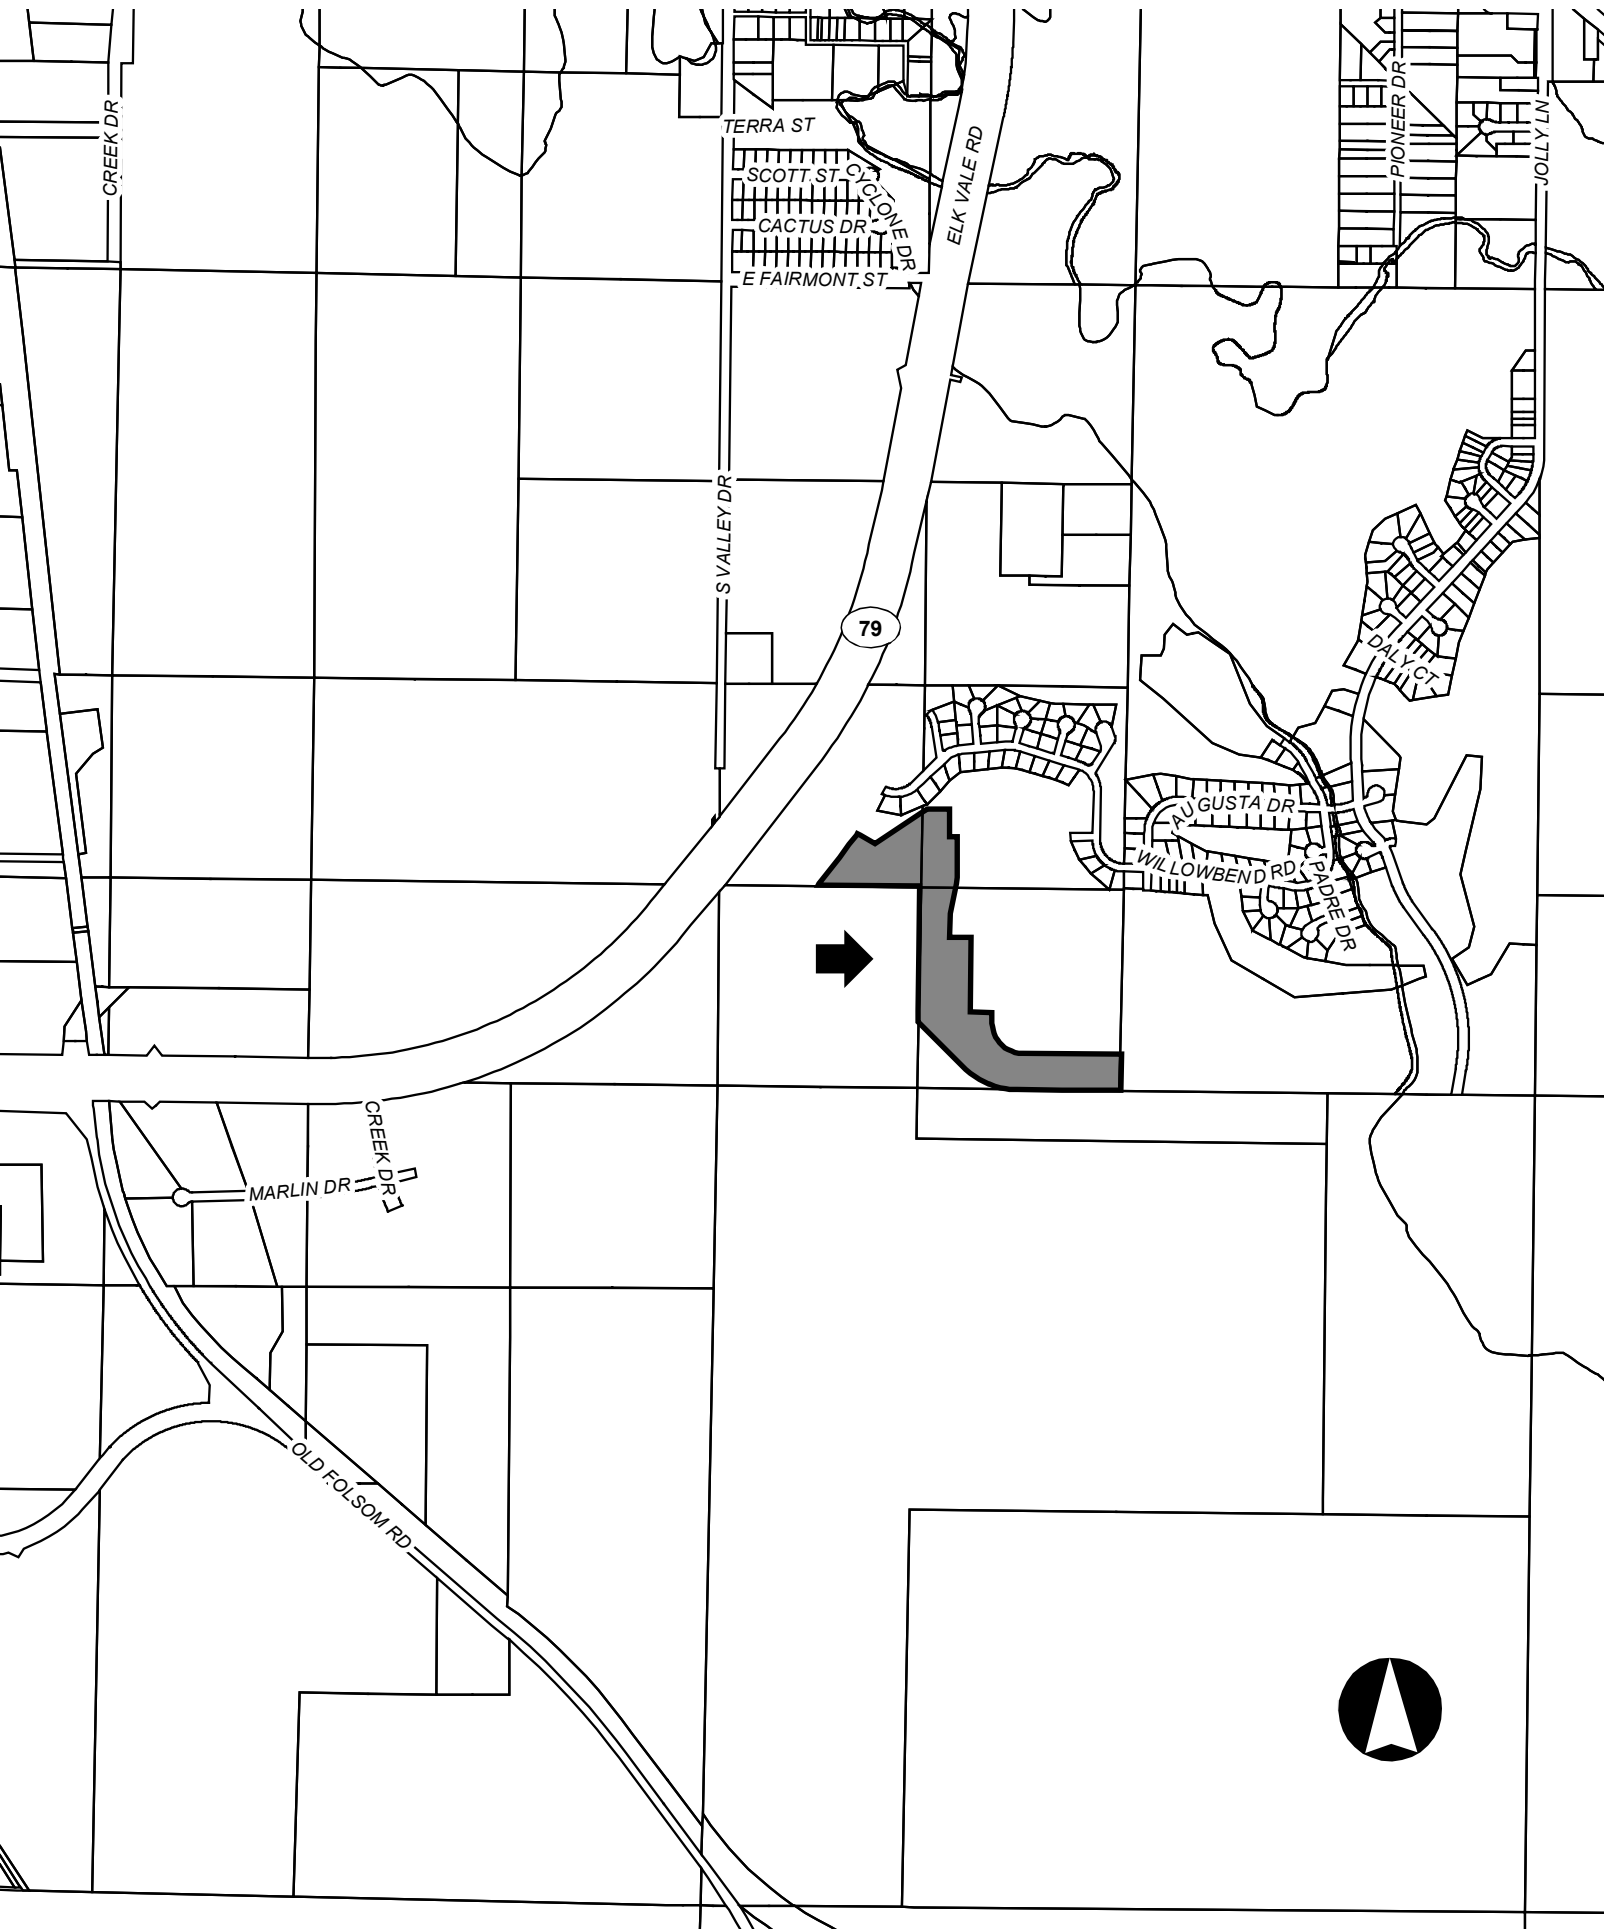 CREEK DR
TERRA ST
SCOTT ST
CYCLONE DR
CACTUS DR
E FAIRMONT ST
ELK VALE RD
PIONEER DR
JOLLY LN
S VALLEY DR
79
DALY CT
AUGUSTA DR
WILLOWBEND RD
PADRE DR
CREEK DR
MARLIN DR
OLD FOLSOM RD